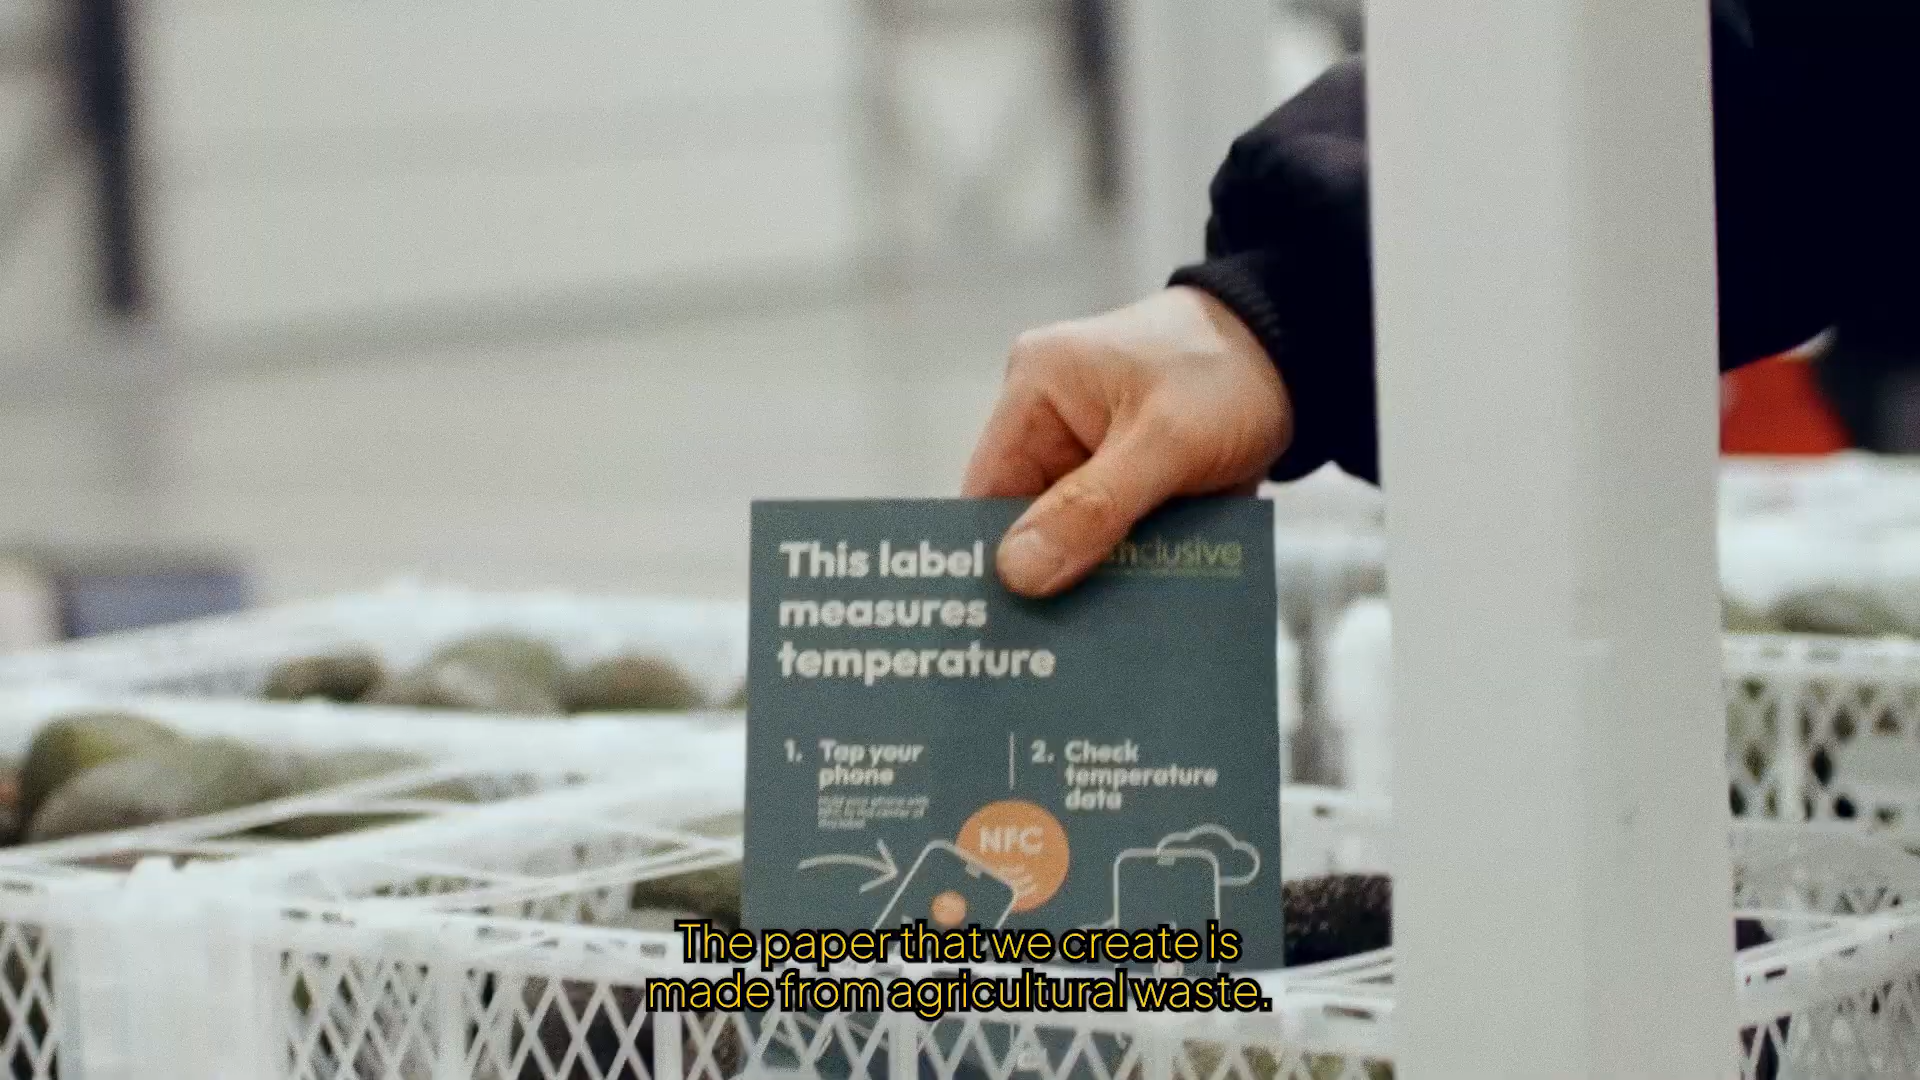 This label
measures
temperature
1. Tap your
phone
2. Check
temperature
data
NFC
The paper that we create is
made from agricultural waste.